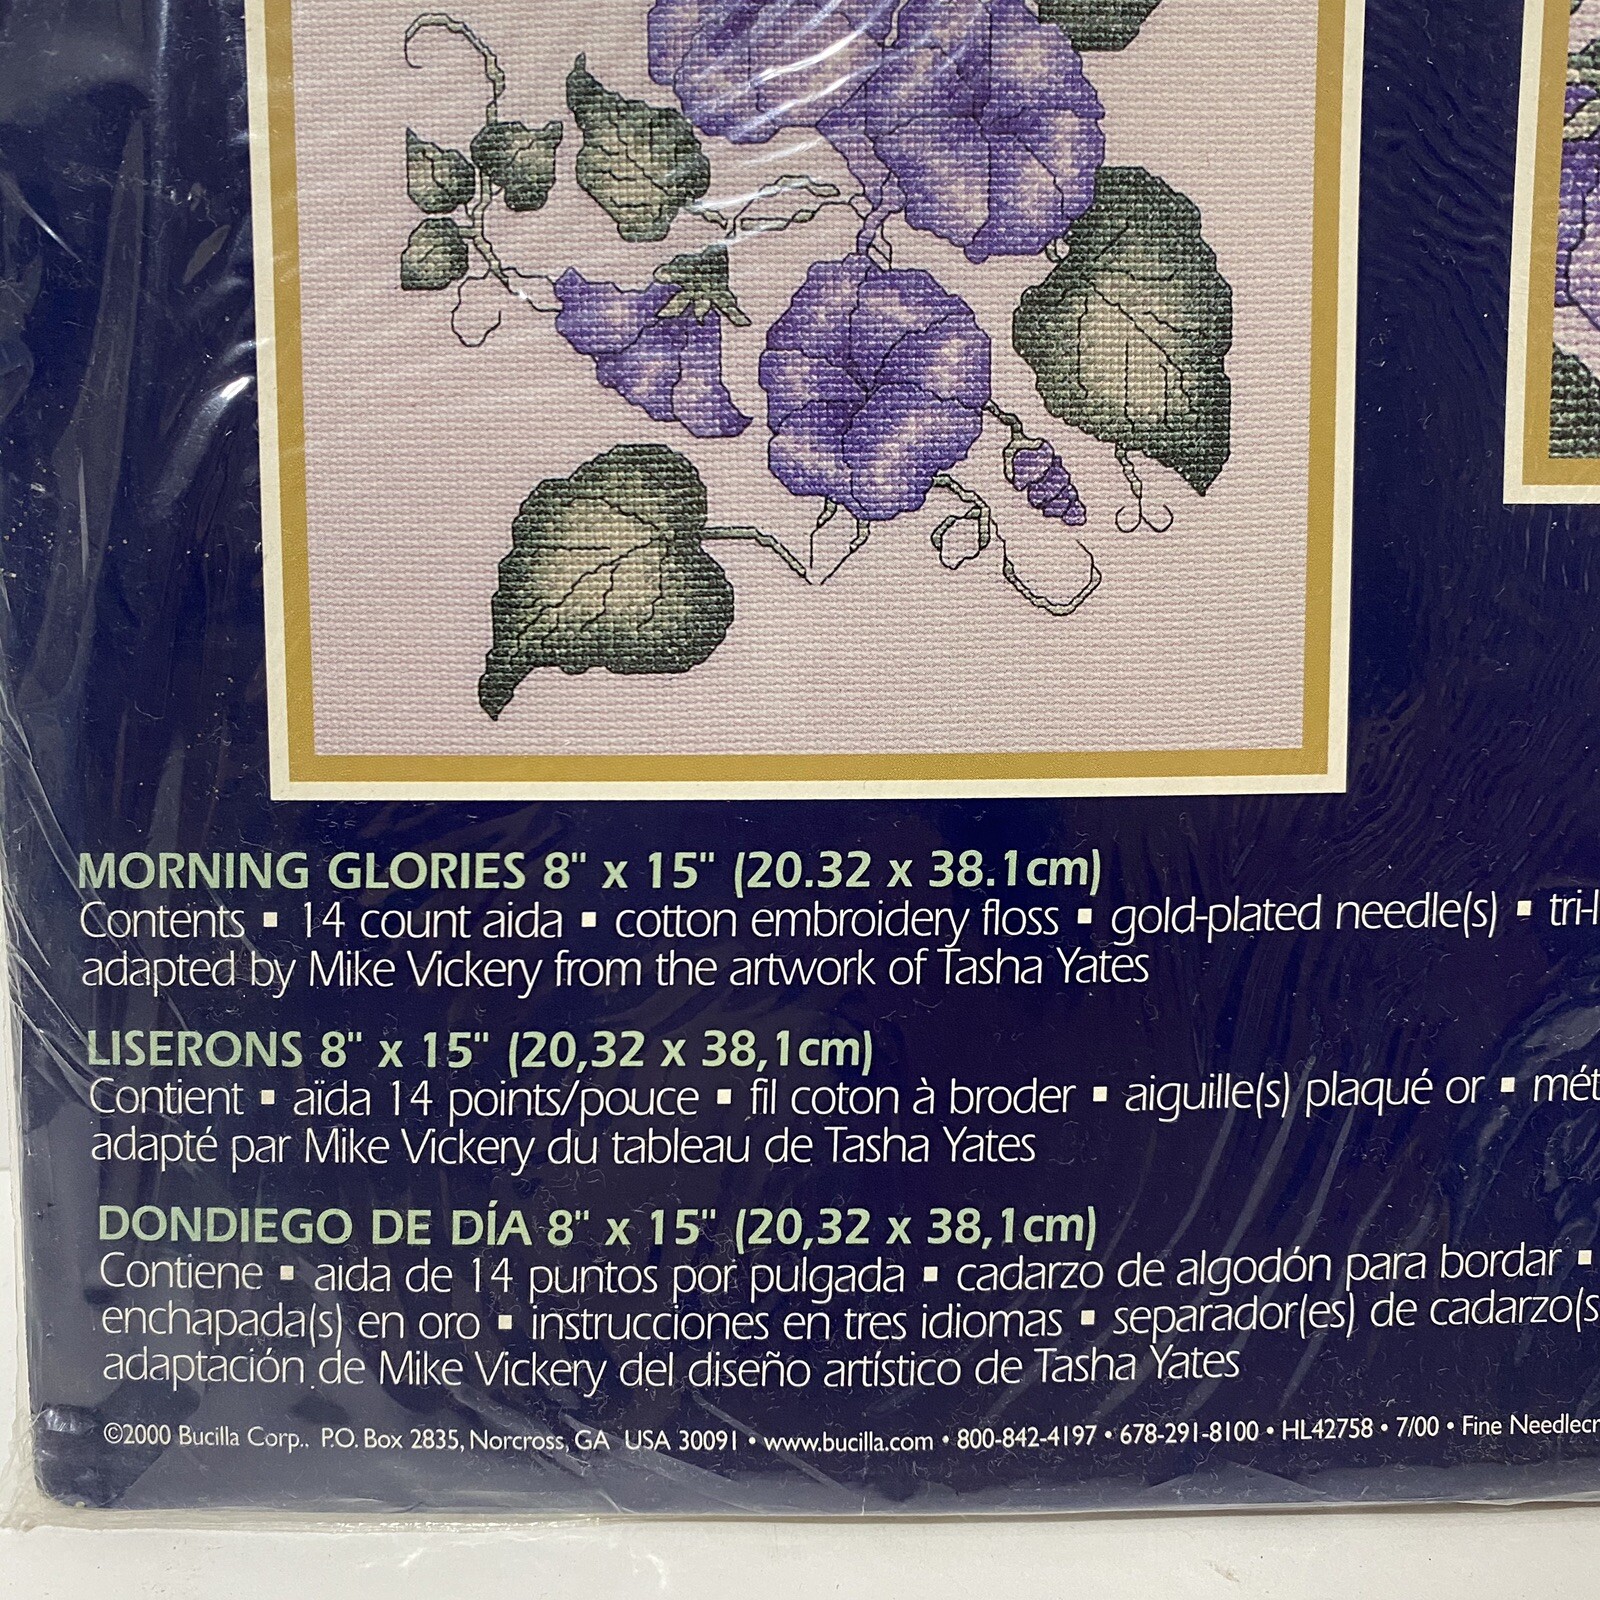 MORNING GLORIES 8" x 15" (20.32 x 38.1cm)
Contents ▪ 14 count aida ▪ cotton embroidery floss ▪ gold-plated needle(s) ▪ tri-l
adapted by Mike Vickery from the artwork of Tasha Yates
LISERONS 8" x 15" (20,32 x 38,1cm)
Contient ▪ aïda 14 points/pouce ▪ fil coton à broder ▪ aiguille(s) plaqué or ▪ mét
adapté par Mike Vickery du tableau de Tasha Yates
DONDIEGO DE DÍA 8" x 15" (20,32 x 38,1cm)
Contiene ▪ aida de 14 puntos por pulgada ▪ cadarzo de algodón para bordar ▪
enchapada(s) en oro ▪ instrucciones en tres idiomas ▪ separador(es) de cadarzo(s
adaptación de Mike Vickery del diseño artístico de Tasha Yates
©2000 Bucilla Corp.. P.O. Box 2835, Norcross, GA USA 30091 • www.bucilla.com • 800-842-4197 • 678-291-8100 • HL42758 • 7/00 • Fine Needlecr